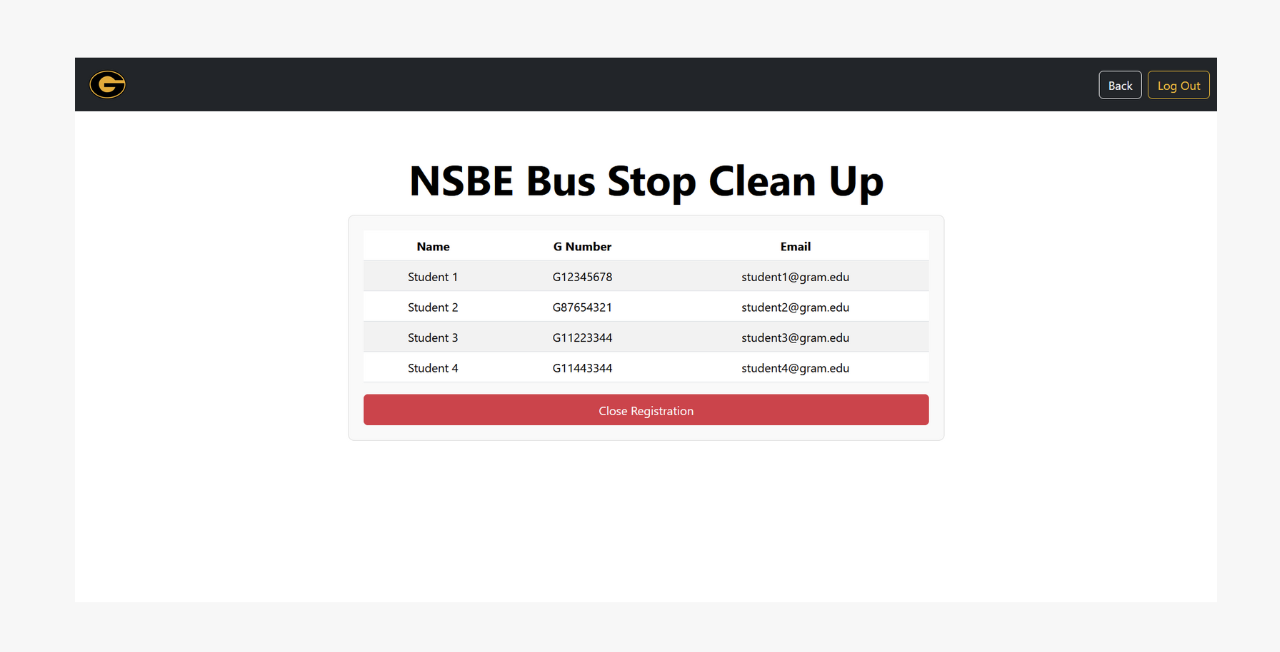 G
Back Log Out
NSBE Bus Stop Clean Up
Name G Number Email
Student 1 G12345678 student1@gram.edu
Student 2 G87654321 student2@gram.edu
Student 3 G11223344 student3@gram.edu
Student 4 G11443344 student4@gram.edu
Close Registration